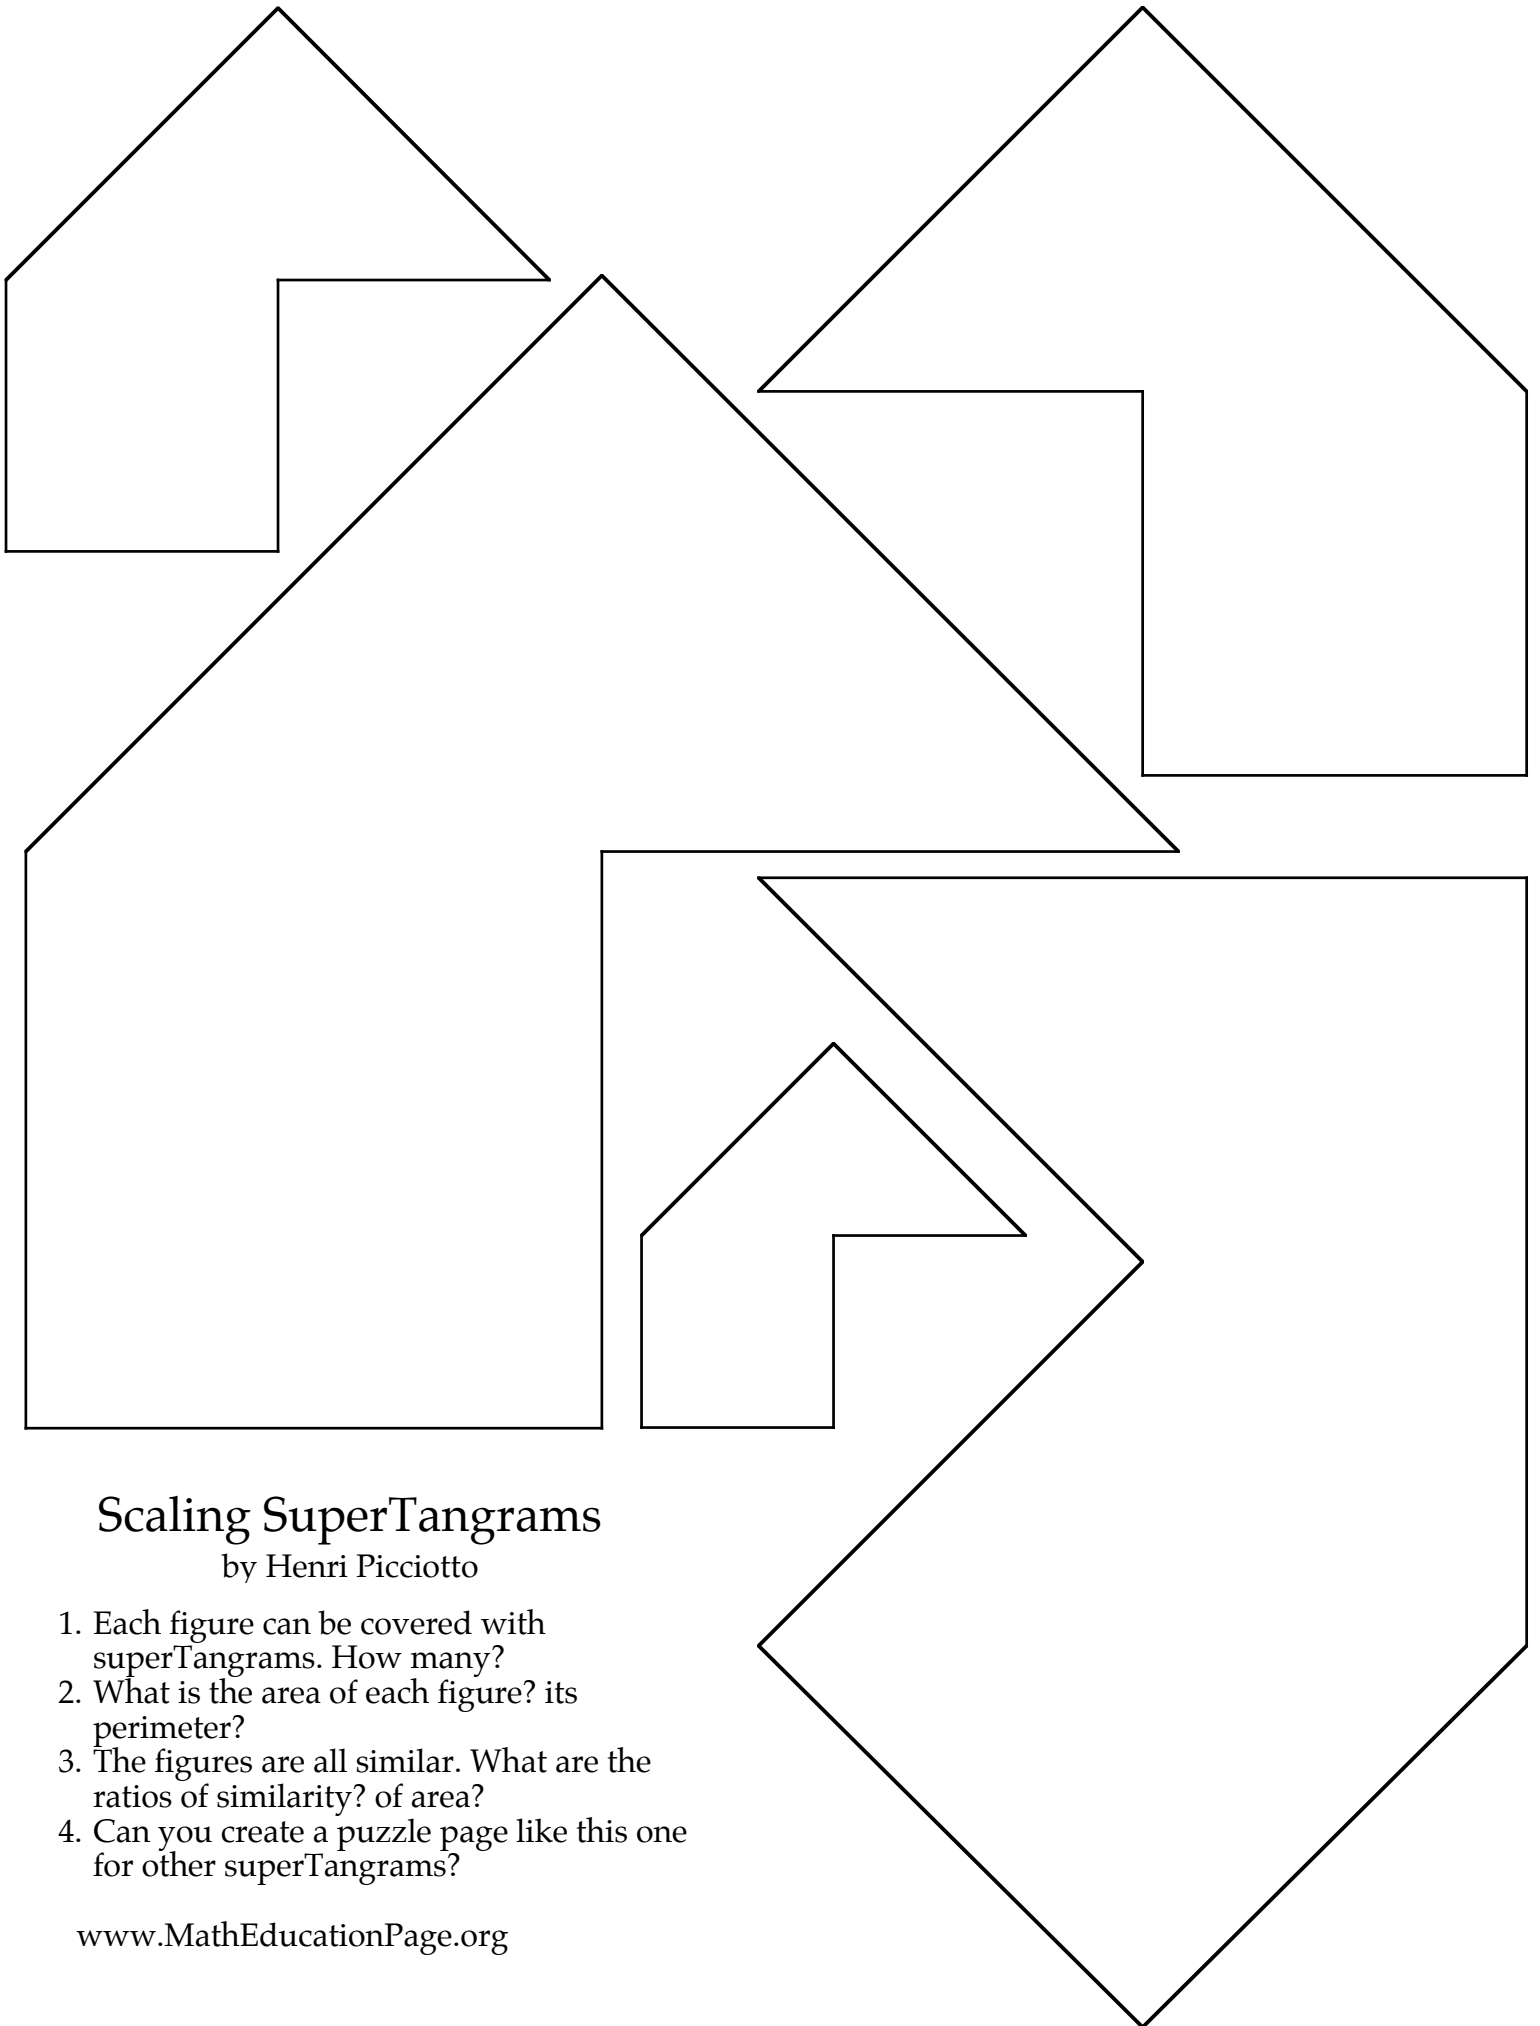 Scaling SuperTangrams
by Henri Picciotto
1. Each figure can be covered with
superTangrams. How many?
2. What is the area of each figure? its
perimeter?
3. The figures are all similar. What are the
ratios of similarity? of area?
4. Can you create a puzzle page like this one
for other superTangrams?
www.MathEducationPage.org